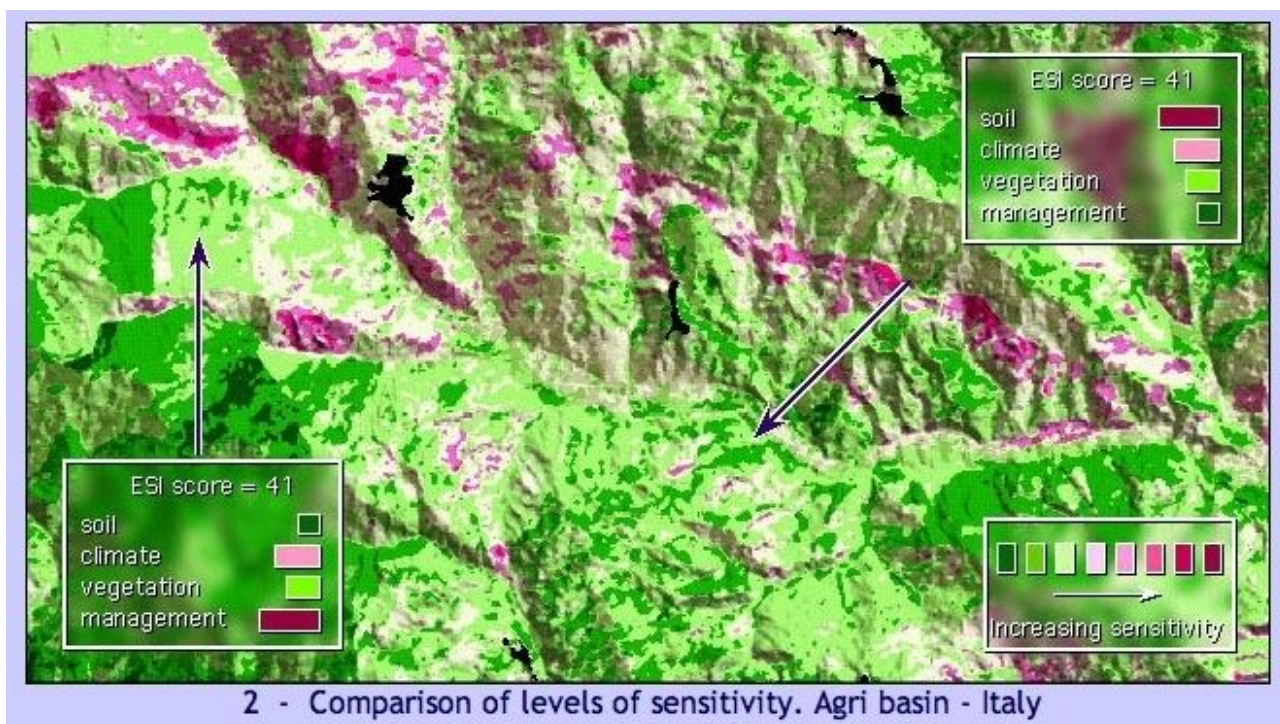 ESI score = 41
soil
climate
vegetation
management
ESI score = 41
soil
climate
vegetation
management
Increasing sensitivity
2 - Comparison of levels of sensitivity. Agri basin - Italy